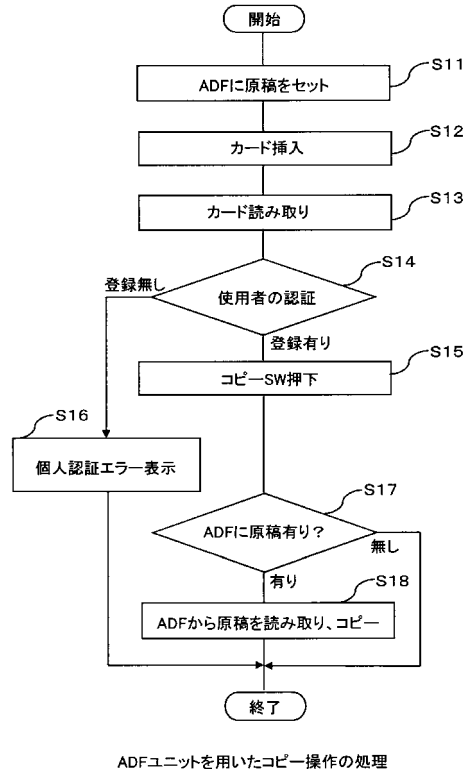 開始
S11
ADFに原稿をセット
S12
カード挿入
S13
カード読み取り
S14
使用者の認証
登録無し
登録有り
S15
コピーSW押下
S16
個人認証エラー表示
S17
ADFに原稿有り?
無し
有り
S18
ADFから原稿を読み取り、コピー
終了
ADFユニットを用いたコピー操作の処理